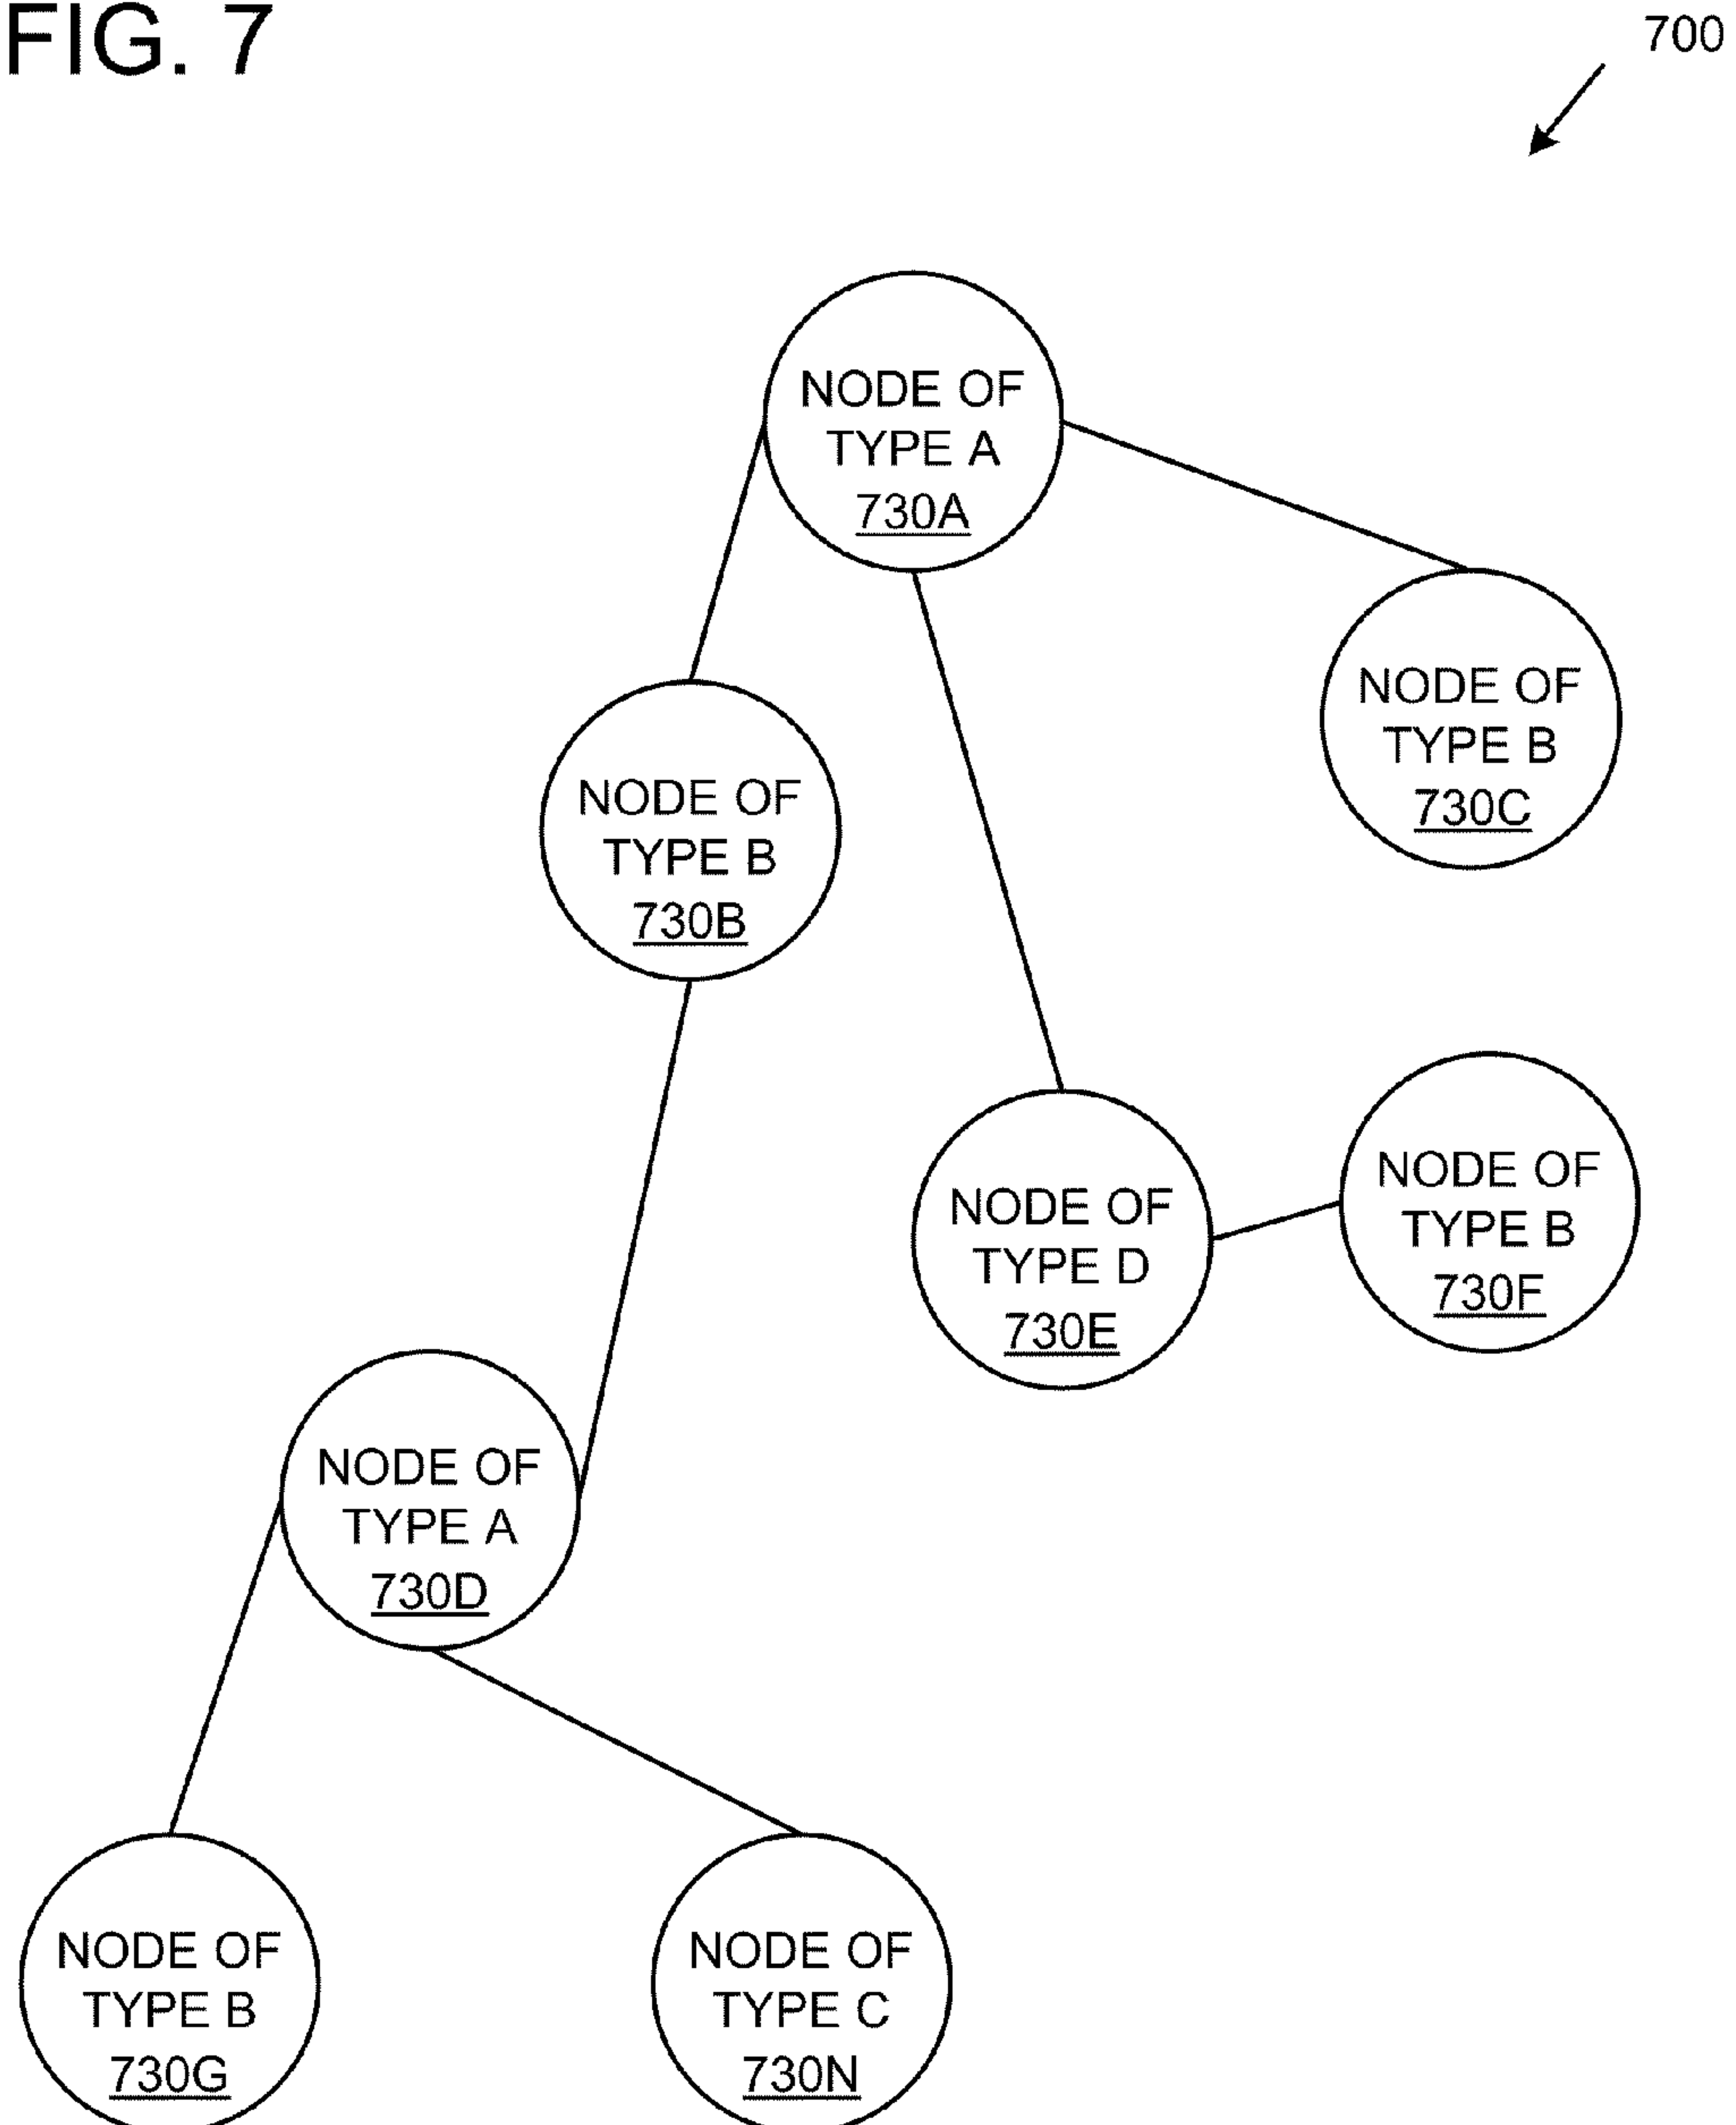 FIG. 7
700
NODE OF
TYPE A
730A
NODE OF
TYPE B
730C
NODE OF
TYPE B
730B
NODE OF
TYPE B
730F
NODE OF
TYPE D
730E
NODE OF
TYPE A
730D
NODE OF
TYPE B
730G
NODE OF
TYPE C
730N